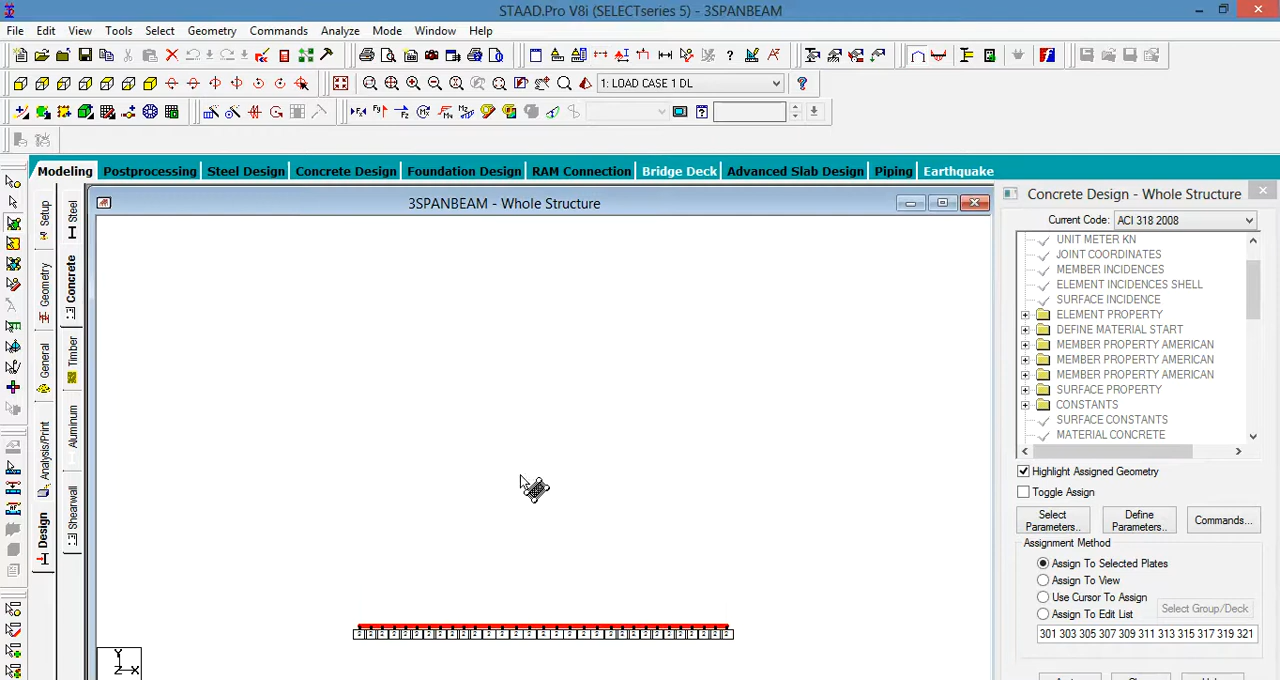 STAAD.Pro V8i (SELECTseries 5) - 3SPANBEAM
File Edit View Tools Select Geometry Commands Analyze Mode Window Help
1: LOAD CASE 1 DL
Modeling Postprocessing Steel Design Concrete Design Foundation Design RAM Connection Bridge Deck Advanced Slab Design Piping Earthquake
Setup
Geometry
General
Analysis/Print
Design
Steel
Concrete
Timber
Aluminum
Shearwall
3SPANBEAM - Whole Structure
Y
Z X
Concrete Design - Whole Structure
Current Code: ACI 318 2008
UNIT METER KN
JOINT COORDINATES
MEMBER INCIDENCES
ELEMENT INCIDENCES SHELL
SURFACE INCIDENCE
ELEMENT PROPERTY
DEFINE MATERIAL START
MEMBER PROPERTY AMERICAN
MEMBER PROPERTY AMERICAN
MEMBER PROPERTY AMERICAN
SURFACE PROPERTY
CONSTANTS
SURFACE CONSTANTS
MATERIAL CONCRETE
Highlight Assigned Geometry
Toggle Assign
Select Parameters..
Define Parameters..
Commands...
Assignment Method
Assign To Selected Plates
Assign To View
Use Cursor To Assign
Select Group/Deck
Assign To Edit List
301 303 305 307 309 311 313 315 317 319 321